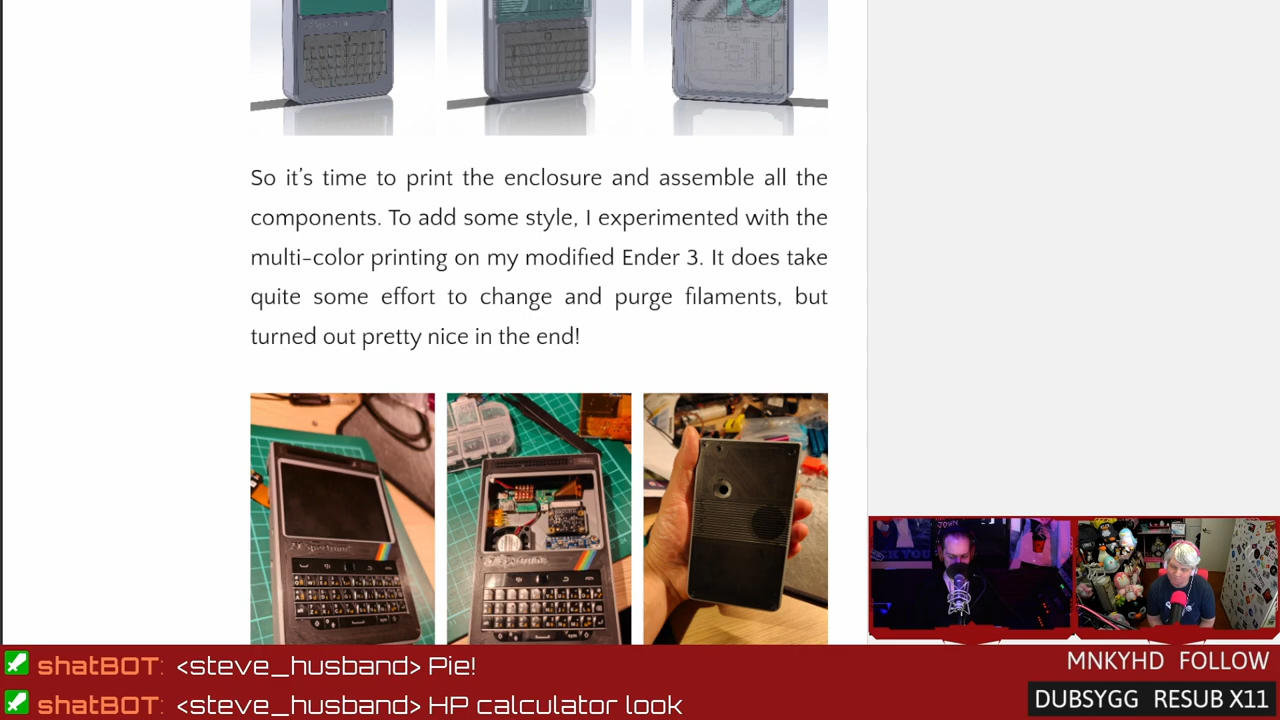 So it's time to print the enclosure and assemble all the
components. To add some style, I experimented with the
multi-color printing on my modified Ender 3. It does take
quite some effort to change and purge filaments, but
turned out pretty nice in the end!
JOHN
shatBOT: <steve_husband> Pie!
shatBOT: <steve_husband> HP calculator look
MNKYHD FOLLOW
DUBSYGG RESUB X11